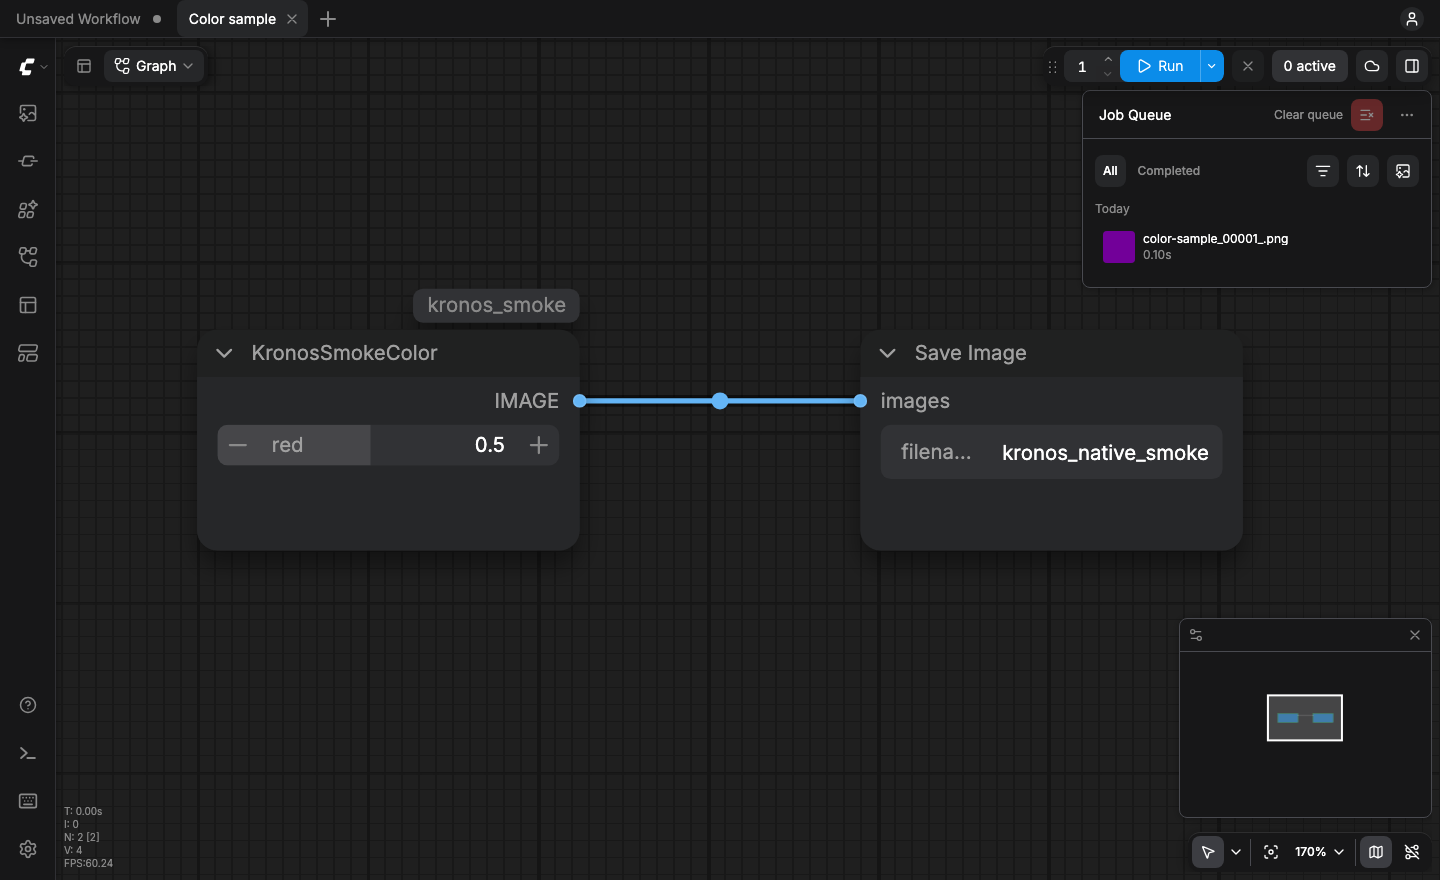 Unsaved Workflow
Color sample
Graph
1
Run
0 active
Job Queue
Clear queue
All
Completed
Today
color-sample_00001_.png
0.10s
kronos_smoke
KronosSmokeColor
IMAGE
red
0.5
Save Image
images
filena...
kronos_native_smoke
T: 0.00s
I: 0
N: 2 [2]
V: 4
FPS:60.24
170%